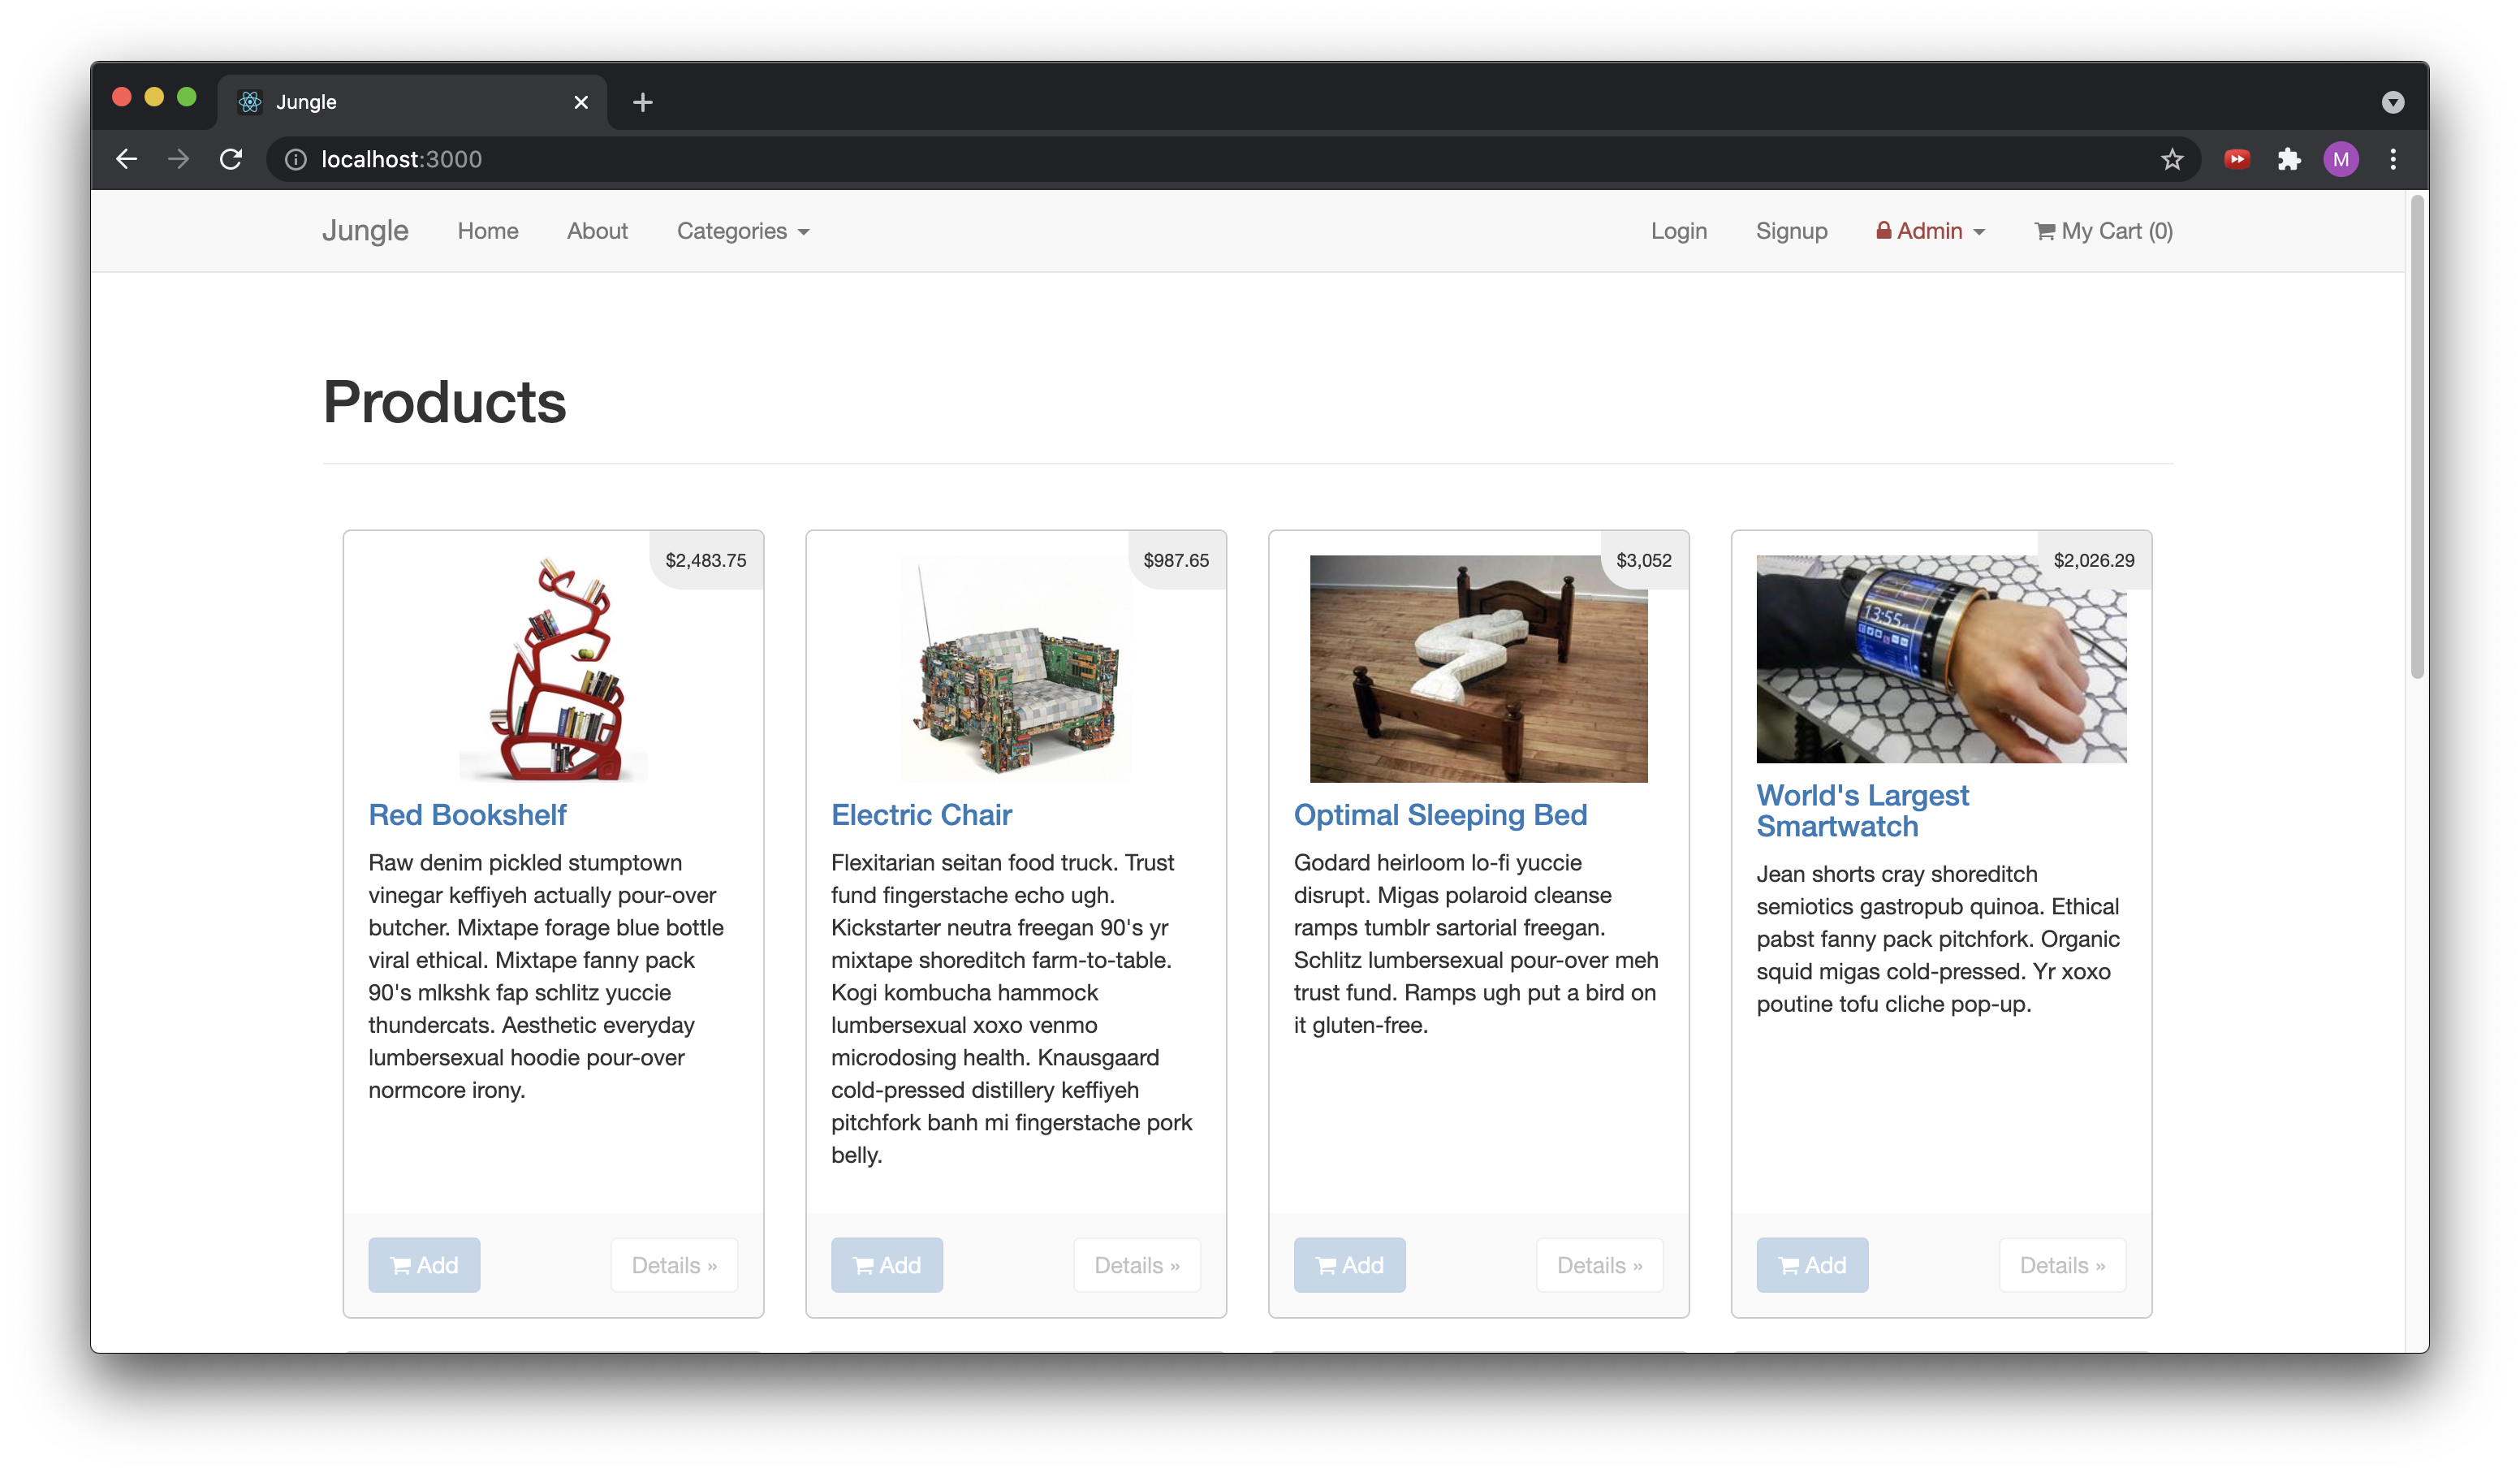 Jungle
localhost:3000
M
Jungle Home About Categories Login Signup Admin My Cart (0)
Products
$2,483.75
Red Bookshelf
Raw denim pickled stumptown
vinegar keffiyeh actually pour-over
butcher. Mixtape forage blue bottle
viral ethical. Mixtape fanny pack
90's mlkshk fap schlitz yuccie
thundercats. Aesthetic everyday
lumbersexual hoodie pour-over
normcore irony.
Add Details »
$987.65
Electric Chair
Flexitarian seitan food truck. Trust
fund fingerstache echo ugh.
Kickstarter neutra freegan 90's yr
mixtape shoreditch farm-to-table.
Kogi kombucha hammock
lumbersexual xoxo venmo
microdosing health. Knausgaard
cold-pressed distillery keffiyeh
pitchfork banh mi fingerstache pork
belly.
Add Details »
$3,052
Optimal Sleeping Bed
Godard heirloom lo-fi yuccie
disrupt. Migas polaroid cleanse
ramps tumblr sartorial freegan.
Schlitz lumbersexual pour-over meh
trust fund. Ramps ugh put a bird on
it gluten-free.
Add Details »
$2,026.29
13:55
World's Largest
Smartwatch
Jean shorts cray shoreditch
semiotics gastropub quinoa. Ethical
pabst fanny pack pitchfork. Organic
squid migas cold-pressed. Yr xoxo
poutine tofu cliche pop-up.
Add Details »